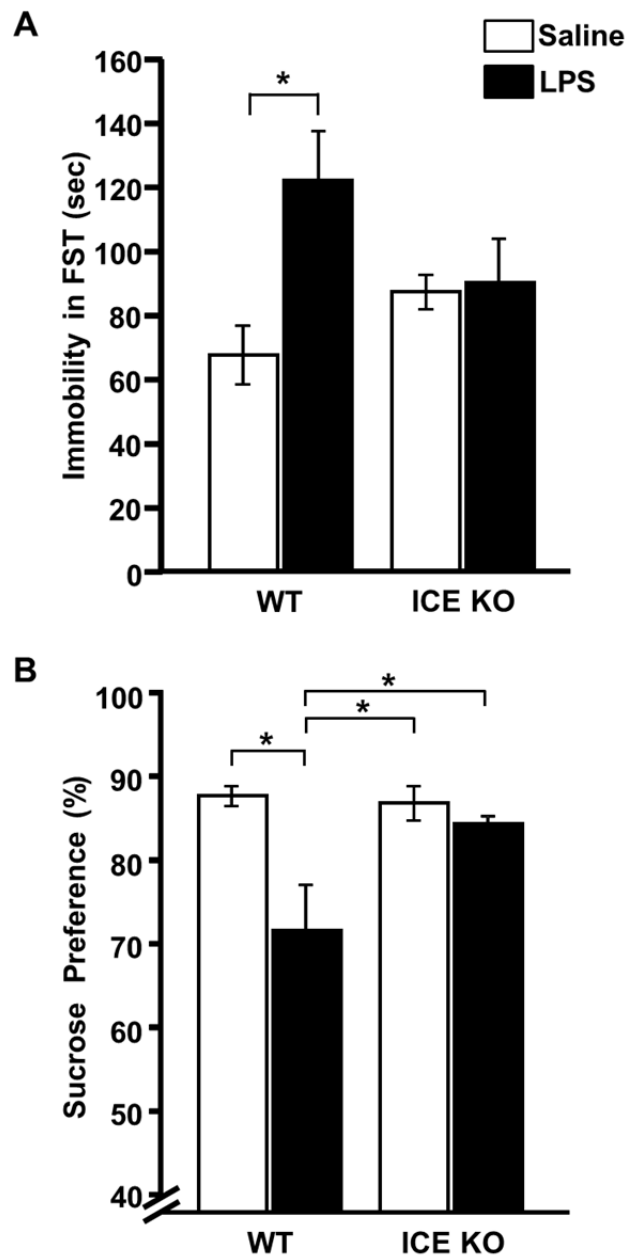 A
Saline
LPS
160
140
120
100
80
60
40
20
0
Immobility in FST (sec)
*
WT
ICE KO
B
100
90
80
70
60
50
40
Sucrose Preference (%)
*
*
*
WT
ICE KO